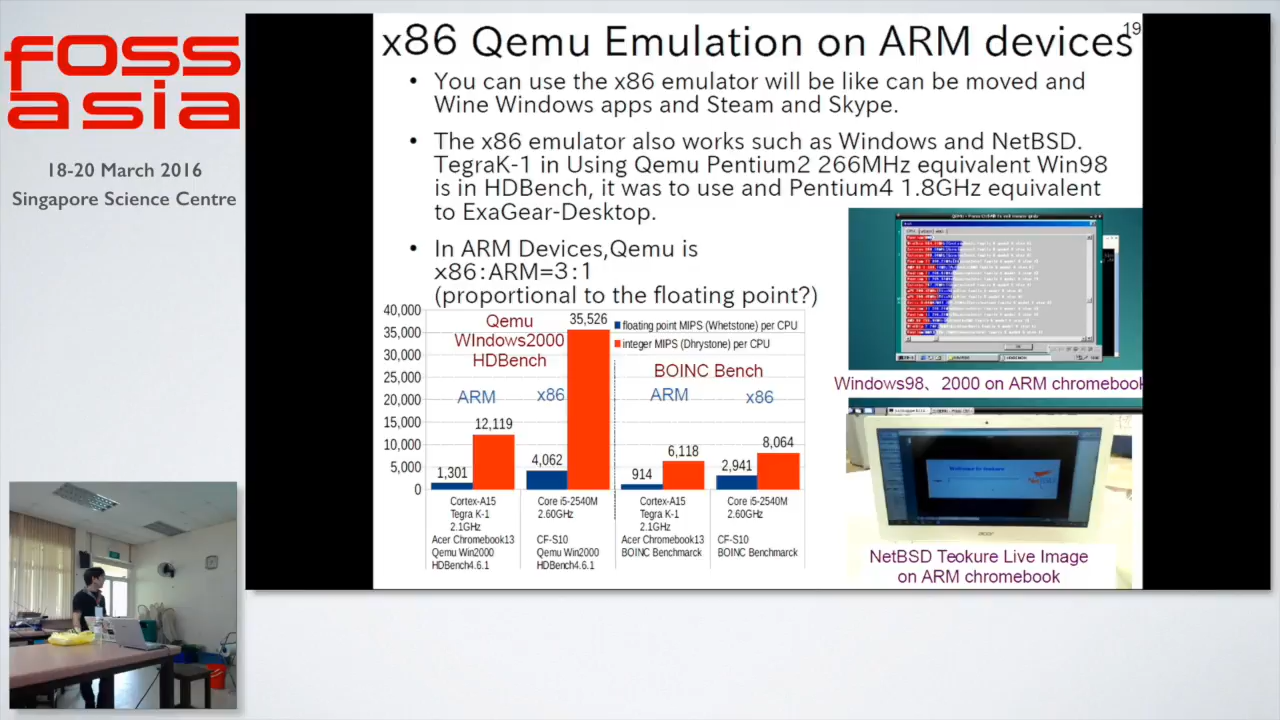 foss
asia
18-20 March 2016
Singapore Science Centre
19
x86 Qemu Emulation on ARM devices
• You can use the x86 emulator will be like can be moved and
Wine Windows apps and Steam and Skype.
• The x86 emulator also works such as Windows and NetBSD.
TegraK-1 in Using Qemu Pentium2 266MHz equivalent Win98
is in HDBench, it was to use and Pentium4 1.8GHz equivalent
to ExaGear-Desktop.
• In ARM Devices,Qemu is
x86:ARM=3:1
(proportional to the floating point?)
40,000
35,000
30,000
25,000
20,000
15,000
10,000
5,000
0
Qemu
WIndows2000
HDBench
ARM
x86
1,301
12,119
4,062
35,526
floating point MIPS (Whetstone) per CPU
integer MIPS (Dhrystone) per CPU
BOINC Bench
ARM
x86
914
6,118
2,941
8,064
Cortex-A15
Tegra K-1
2.1GHz
Acer Chromebook13
Qemu Win2000
HDBench4.6.1
Core i5-2540M
2.60GHz
CF-S10
Qemu Win2000
HDBench4.6.1
Cortex-A15
Tegra K-1
2.1GHz
Acer Chromebook13
BOINC Benchmarck
Core i5-2540M
2.60GHz
CF-S10
BOINC Benchmarck
Windows98、2000 on ARM chromebook
acer
NetBSD Teokure Live Image
on ARM chromebook